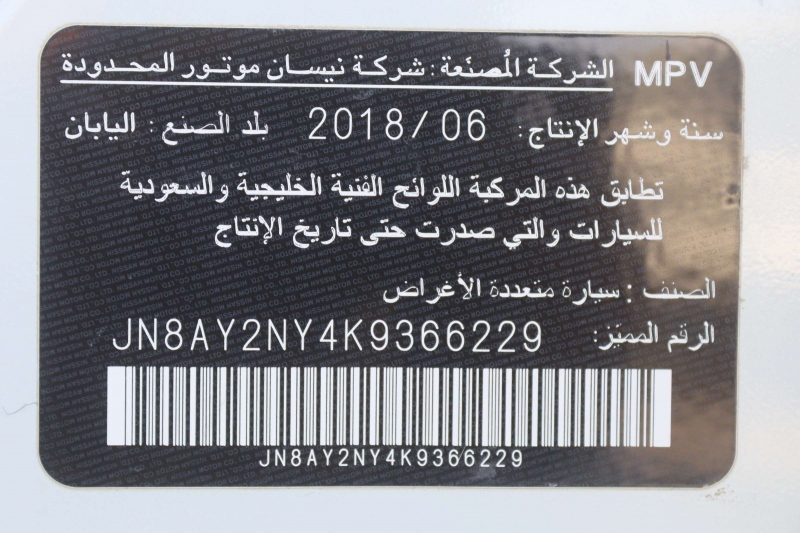 MPV الشركة المُصنّعة: شركة نيسان موتور المحدودة
سنة وشهر الإنتاج: 2018/06 بلد الصنع: اليابان
تطابق هذه المركبة اللوائح الفنية الخليجية والسعودية
للسيارات والتي صدرت حتى تاريخ الإنتاج
الصنف: سيارة متعددة الأغراض
الرقم المميّز: JN8AY2NY4K9366229
JN8AY2NY4K9366229